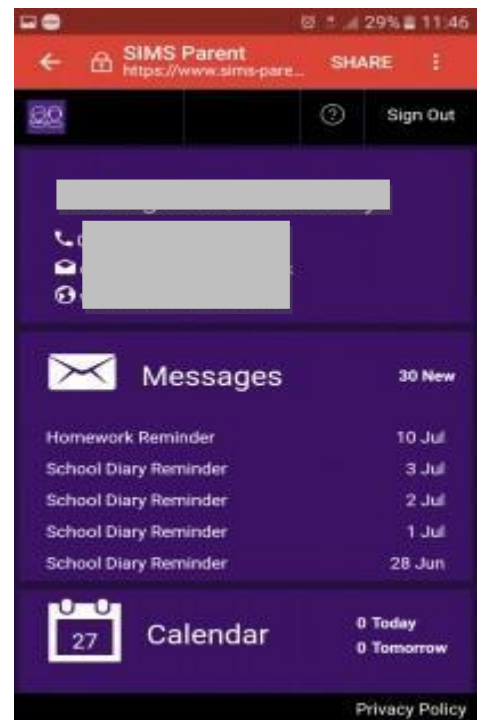 29% 11:46
SIMS Parent
https://www.sims-pare...
SHARE
Sign Out
Messages
30 New
Homework Reminder 10 Jul
School Diary Reminder 3 Jul
School Diary Reminder 2 Jul
School Diary Reminder 1 Jul
School Diary Reminder 28 Jun
27
Calendar
0 Today
0 Tomorrow
Privacy Policy